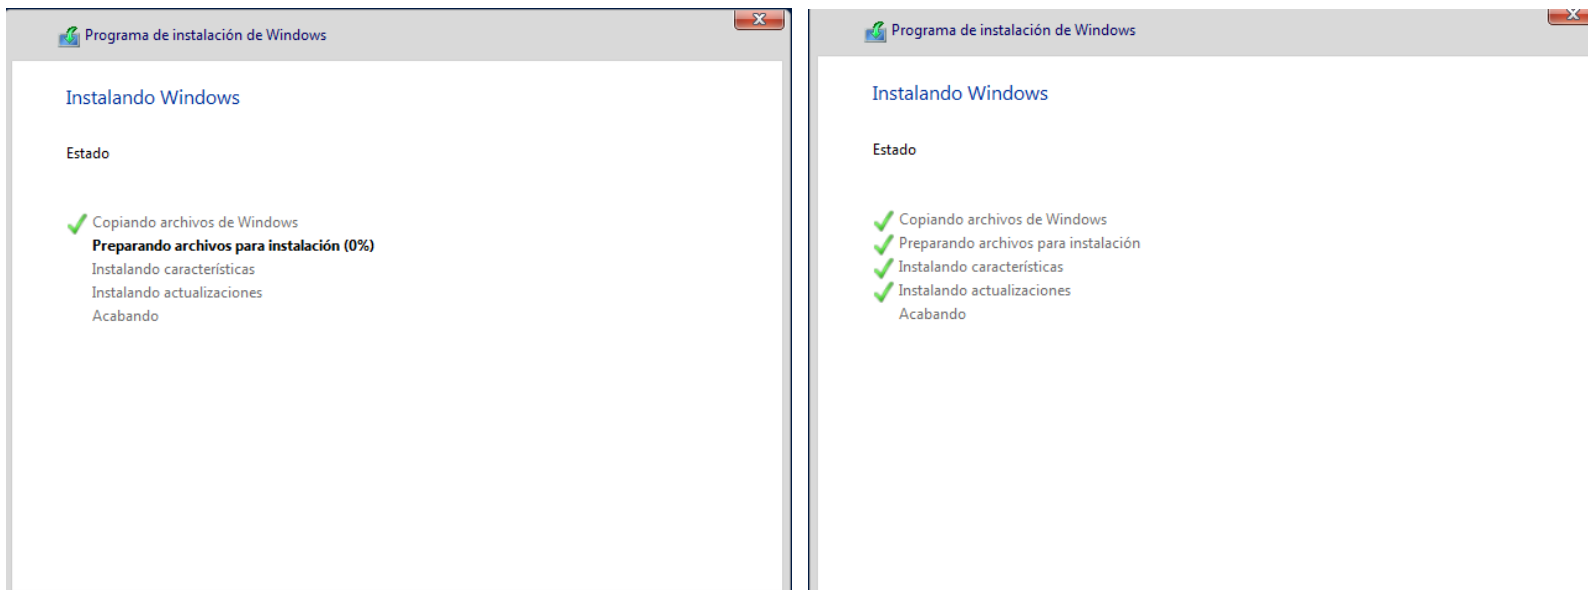 Programa de instalación de Windows
Instalando Windows
Estado
Copiando archivos de Windows
Preparando archivos para instalación (0%)
Instalando características
Instalando actualizaciones
Acabando
Programa de instalación de Windows
Instalando Windows
Estado
Copiando archivos de Windows
Preparando archivos para instalación
Instalando características
Instalando actualizaciones
Acabando